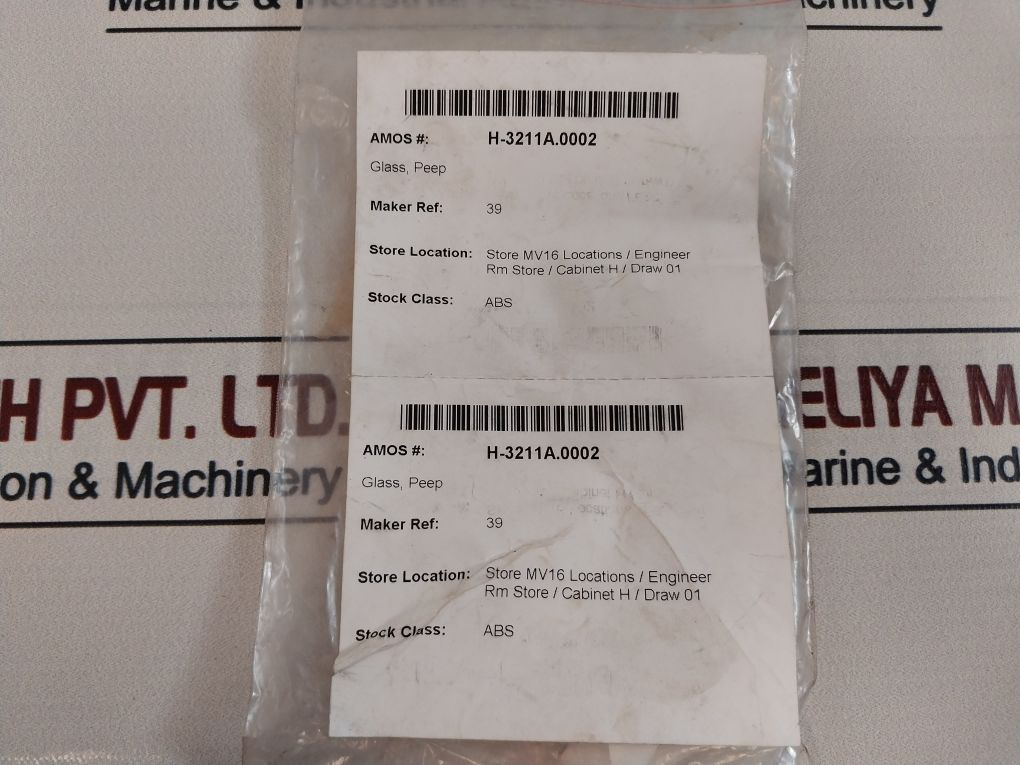 Marine &
chinery
AMOS #: H-3211A.0002
Glass, Peep
Maker Ref: 39
Store Location: Store MV16 Locations / Engineer
Rm Store / Cabinet H / Draw 01
Stock Class: ABS
H PVT. LTD.
ELIYA M
on & Machinery
arine & Ind
AMOS #: H-3211A.0002
Glass, Peep
Maker Ref: 39
Store Location: Store MV16 Locations / Engineer
Rm Store / Cabinet H / Draw 01
Stock Class: ABS